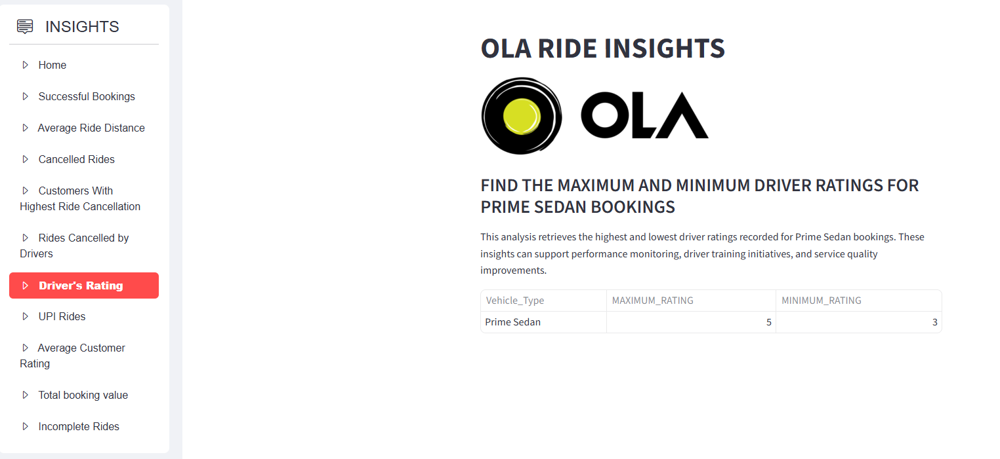 INSIGHTS
Home
Successful Bookings
Average Ride Distance
Cancelled Rides
Customers With
Highest Ride Cancellation
Rides Cancelled by
Drivers
Driver's Rating
UPI Rides
Average Customer
Rating
Total booking value
Incomplete Rides
OLA RIDE INSIGHTS
OLA
FIND THE MAXIMUM AND MINIMUM DRIVER RATINGS FOR
PRIME SEDAN BOOKINGS
This analysis retrieves the highest and lowest driver ratings recorded for Prime Sedan bookings. These
insights can support performance monitoring, driver training initiatives, and service quality
improvements.
Vehicle_Type MAXIMUM_RATING MINIMUM_RATING
Prime Sedan 5 3